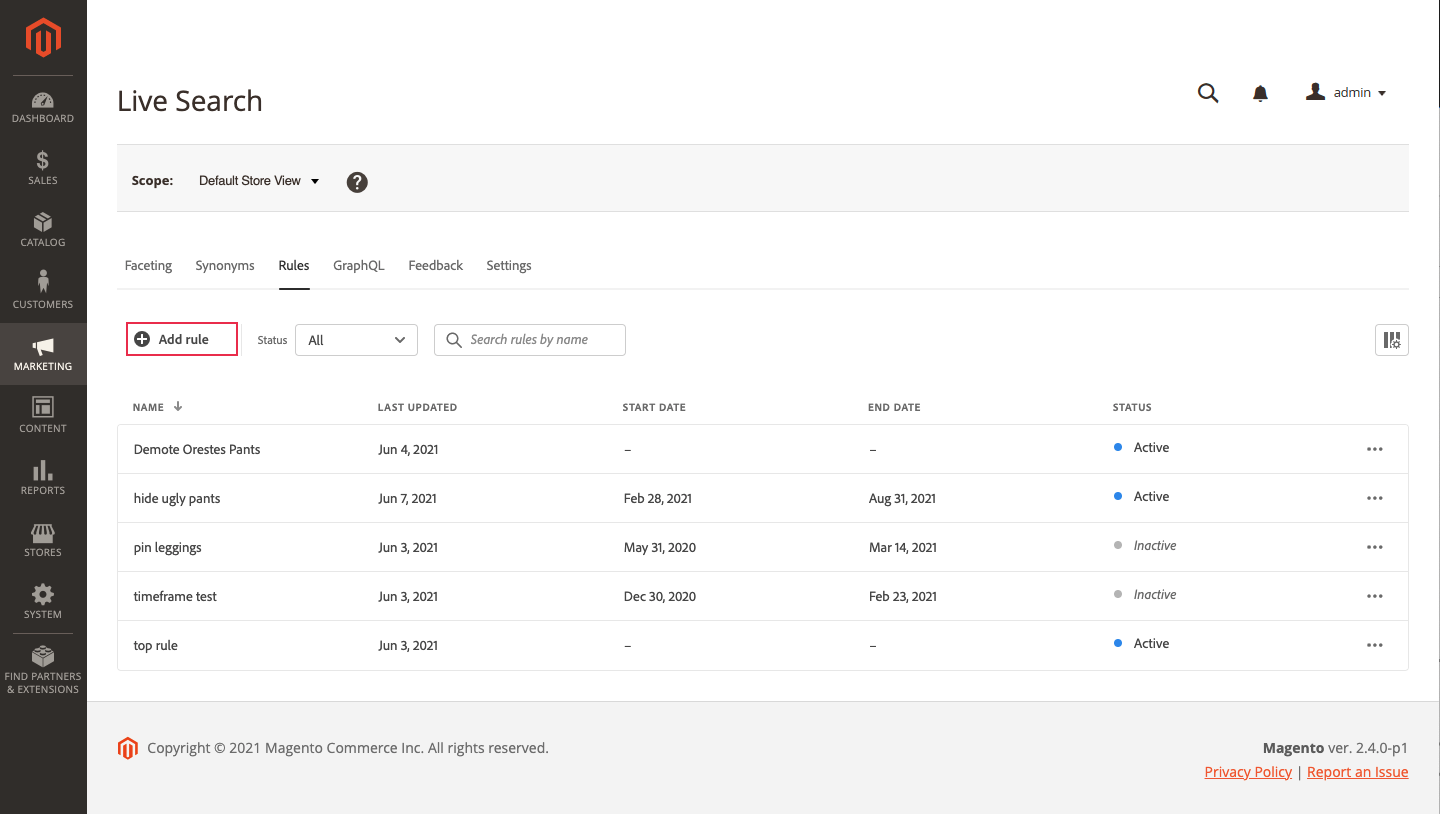 DASHBOARD
SALES
CATALOG
CUSTOMERS
MARKETING
CONTENT
REPORTS
STORES
SYSTEM
FIND PARTNERS
& EXTENSIONS
Live Search
admin
Scope: Default Store View ?
Faceting Synonyms Rules GraphQL Feedback Settings
Add rule Status All Search rules by name
NAME LAST UPDATED START DATE END DATE STATUS
Demote Orestes Pants Jun 4, 2021 – – Active
hide ugly pants Jun 7, 2021 Feb 28, 2021 Aug 31, 2021 Active
pin leggings Jun 3, 2021 May 31, 2020 Mar 14, 2021 Inactive
timeframe test Jun 3, 2021 Dec 30, 2020 Feb 23, 2021 Inactive
top rule Jun 3, 2021 – – Active
Copyright © 2021 Magento Commerce Inc. All rights reserved.
Magento ver. 2.4.0-p1
Privacy Policy | Report an Issue